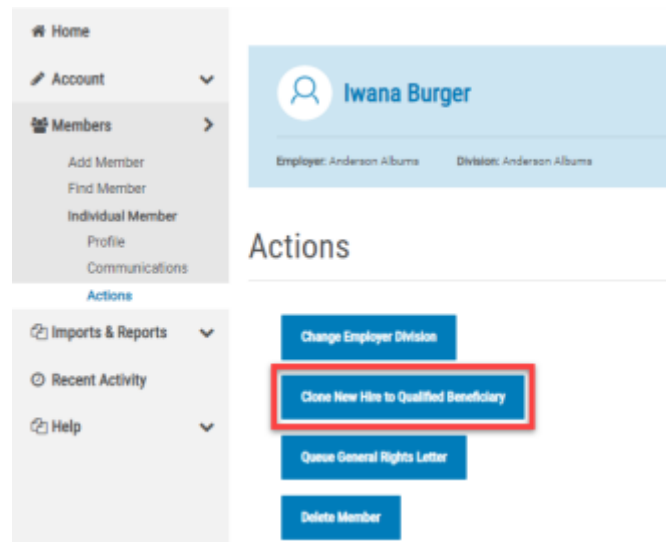 Home
Account
Members
Add Member
Find Member
Individual Member
Profile
Communications
Actions
Imports & Reports
Recent Activity
Help
Iwana Burger
Employer: Anderson Albums Division: Anderson Albums
Actions
Change Employer Division
Clone New Hire to Qualified Beneficiary
Queue General Rights Letter
Delete Member